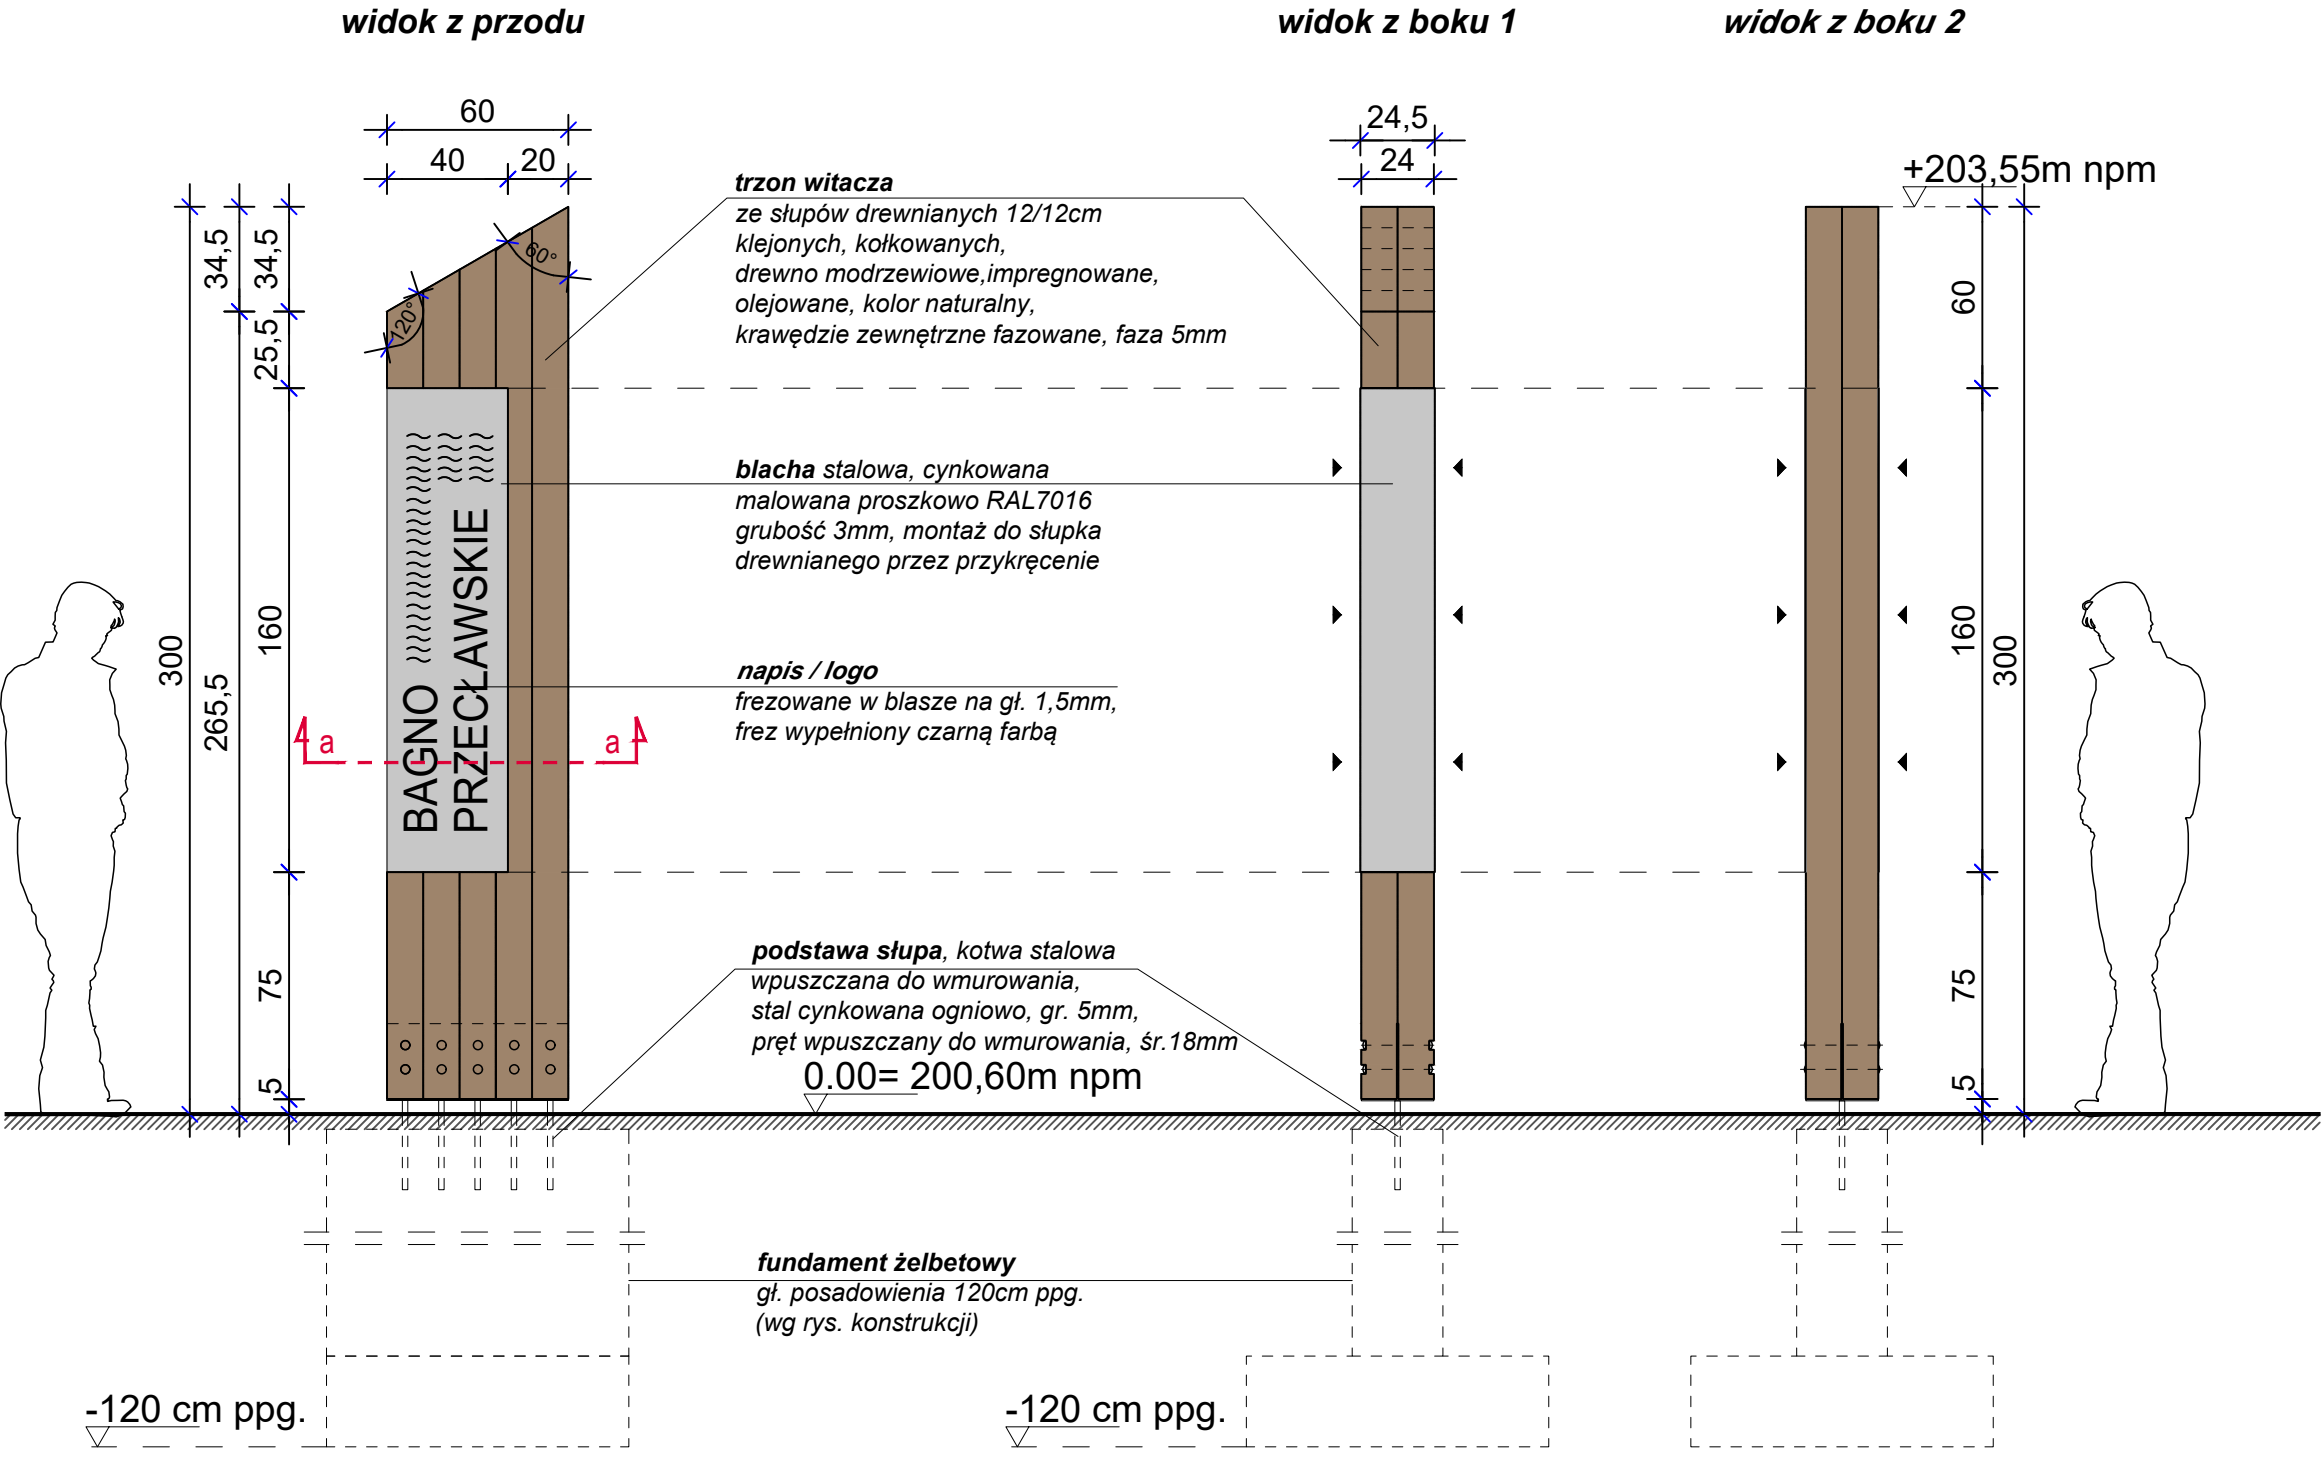 widok z przodu
widok z boku 1
widok z boku 2
60
40
20
24,5
24
+203,55m npm
trzon witacza
ze słupów drewnianych 12/12cm
klejonych, kołkowanych,
drewno modrzewiowe,impregnowane,
olejowane, kolor naturalny,
krawędzie zewnętrzne fazowane, faza 5mm
34,5
34,5
60°
120°
25,5
60
blacha stalowa, cynkowana
malowana proszkowo RAL7016
grubość 3mm, montaż do słupka
drewnianego przez przykręcenie
300
265,5
160
160
300
BAGNO
PRZECŁAWSKIE
napis / logo
frezowane w blasze na gł. 1,5mm,
frez wypełniony czarną farbą
a
a
podstawa słupa, kotwa stalowa
wpuszczana do wmurowania,
stal cynkowana ogniowo, gr. 5mm,
pręt wpuszczany do wmurowania, śr.18mm
75
75
5
5
0.00= 200,60m npm
fundament żelbetowy
gł. posadowienia 120cm ppg.
(wg rys. konstrukcji)
-120 cm ppg.
-120 cm ppg.